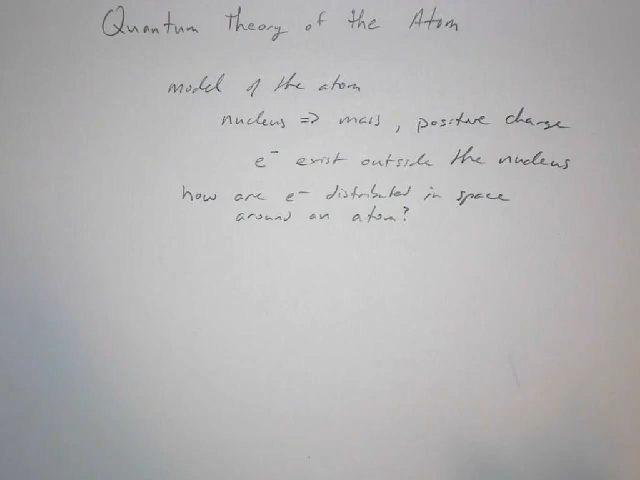 Quantum Theory of the Atom
model of the atom
nucleus => mass, positive charge
e⁻ exist outside the nucleus
how are e⁻ distributed in space
around an atom?